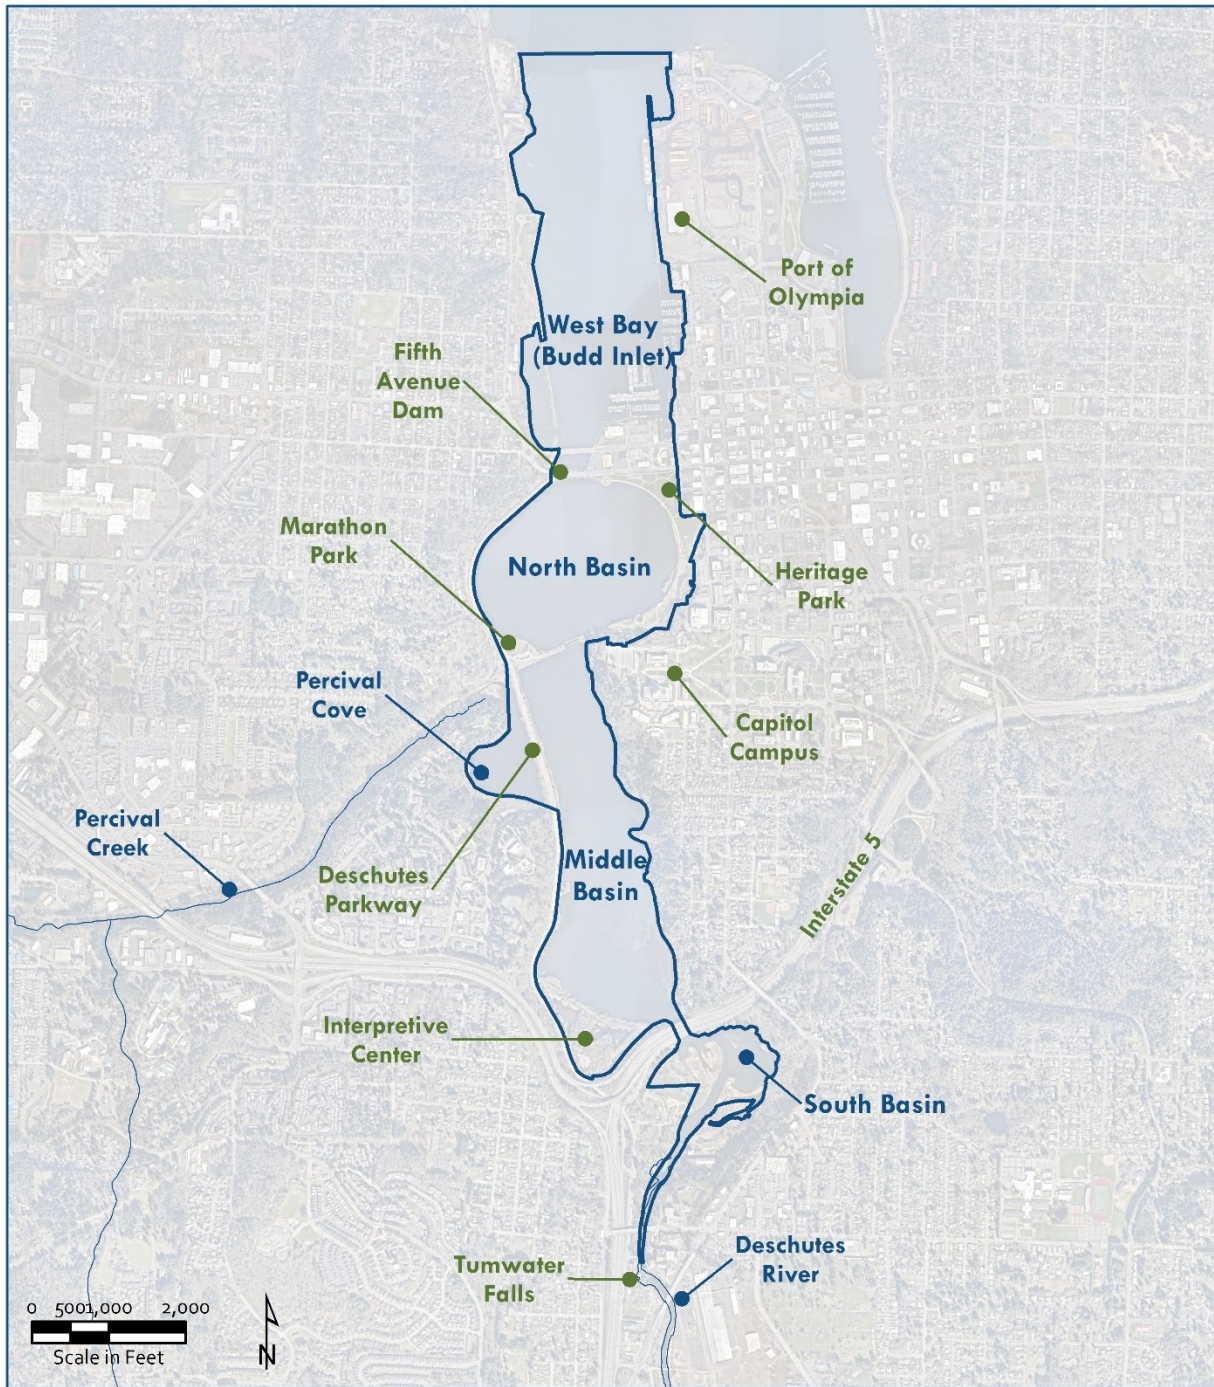 Port of
Olympia
West Bay
(Budd Inlet)
Fifth
Avenue
Dam
Marathon
Park
North Basin
Heritage
Park
Percival
Cove
Capitol
Campus
Percival
Creek
Deschutes
Parkway
Middle
Basin
Interstate 5
Interpretive
Center
South Basin
Tumwater
Falls
Deschutes
River
0 500 1,000 2,000
Scale in Feet
N